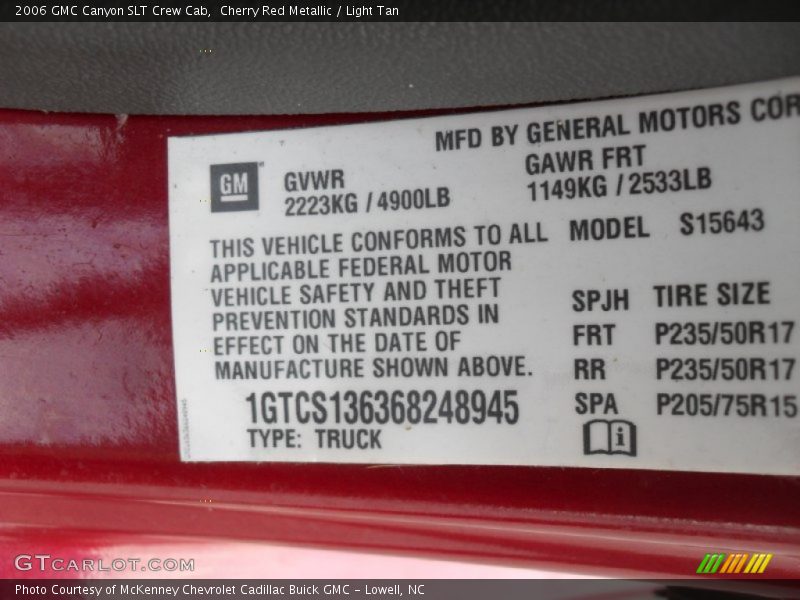 2006 GMC Canyon SLT Crew Cab,  Cherry Red Metallic / Light Tan
MFD BY GENERAL MOTORS COR
GM
GVWR
2223KG / 4900LB
GAWR FRT
1149KG / 2533LB
THIS VEHICLE CONFORMS TO ALL
APPLICABLE FEDERAL MOTOR
VEHICLE SAFETY AND THEFT
PREVENTION STANDARDS IN
EFFECT ON THE DATE OF
MANUFACTURE SHOWN ABOVE.
MODEL S15643
SPJH TIRE SIZE
FRT P235/50R17
RR P235/50R17
SPA P205/75R15
i
1GTCS136368248945
TYPE: TRUCK
GTCARLOT.COM
Photo Courtesy of McKenney Chevrolet Cadillac Buick GMC - Lowell, NC